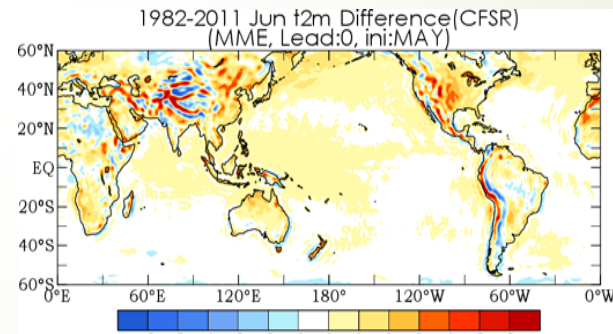 1982-2011 Jun t2m Difference(CFSR)
(MME, Lead:0, ini:MAY)
60°N
40°N
20°N
EQ
20°S
40°S
60°S
0°E 60°E 120°E 180° 120°W 60°W 0°W